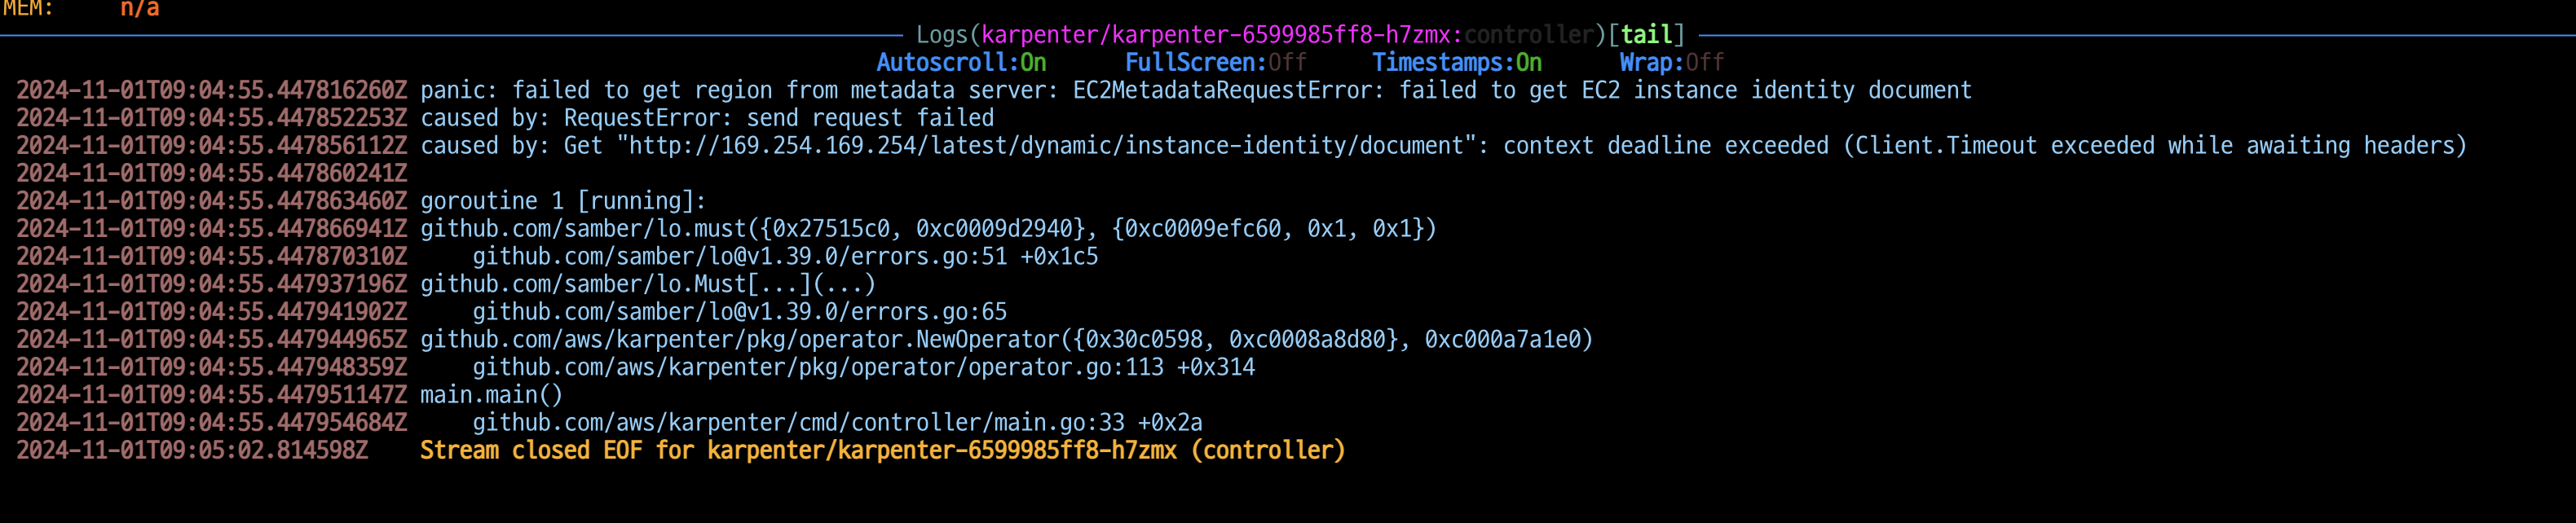 MEM: n/a
Logs(karpenter/karpenter-6599985ff8-h7zmx:controller)[tail]
Autoscroll:On FullScreen:Off Timestamps:On Wrap:Off
2024-11-01T09:04:55.447816260Z panic: failed to get region from metadata server: EC2MetadataRequestError: failed to get EC2 instance identity document
2024-11-01T09:04:55.447852253Z caused by: RequestError: send request failed
2024-11-01T09:04:55.447856112Z caused by: Get "http://169.254.169.254/latest/dynamic/instance-identity/document": context deadline exceeded (Client.Timeout exceeded while awaiting headers)
2024-11-01T09:04:55.447860241Z
2024-11-01T09:04:55.447863460Z goroutine 1 [running]:
2024-11-01T09:04:55.447866941Z github.com/samber/lo.must({0x27515c0, 0xc0009d2940}, {0xc0009efc60, 0x1, 0x1})
2024-11-01T09:04:55.447870310Z     github.com/samber/lo@v1.39.0/errors.go:51 +0x1c5
2024-11-01T09:04:55.447937196Z github.com/samber/lo.Must[...](...)
2024-11-01T09:04:55.447941902Z     github.com/samber/lo@v1.39.0/errors.go:65
2024-11-01T09:04:55.447944965Z github.com/aws/karpenter/pkg/operator.NewOperator({0x30c0598, 0xc0008a8d80}, 0xc000a7a1e0)
2024-11-01T09:04:55.447948359Z     github.com/aws/karpenter/pkg/operator/operator.go:113 +0x314
2024-11-01T09:04:55.447951147Z main.main()
2024-11-01T09:04:55.447954684Z     github.com/aws/karpenter/cmd/controller/main.go:33 +0x2a
2024-11-01T09:05:02.814598Z Stream closed EOF for karpenter/karpenter-6599985ff8-h7zmx (controller)